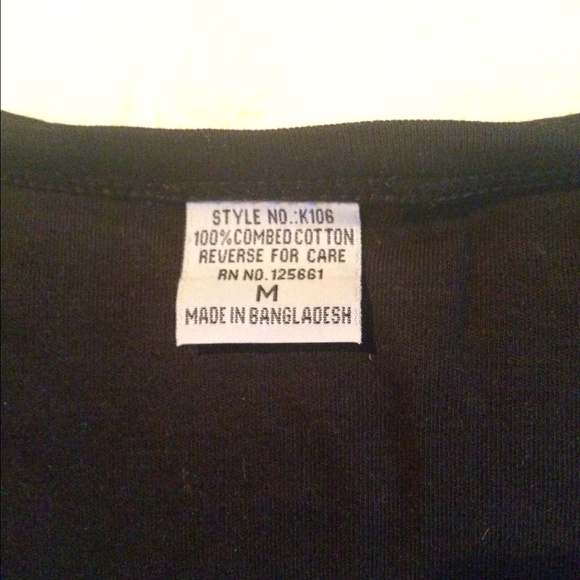 STYLE NO.:K106
100%COMBED COTTON
REVERSE FOR CARE
RN NO.125661
M
MADE IN BANGLADESH